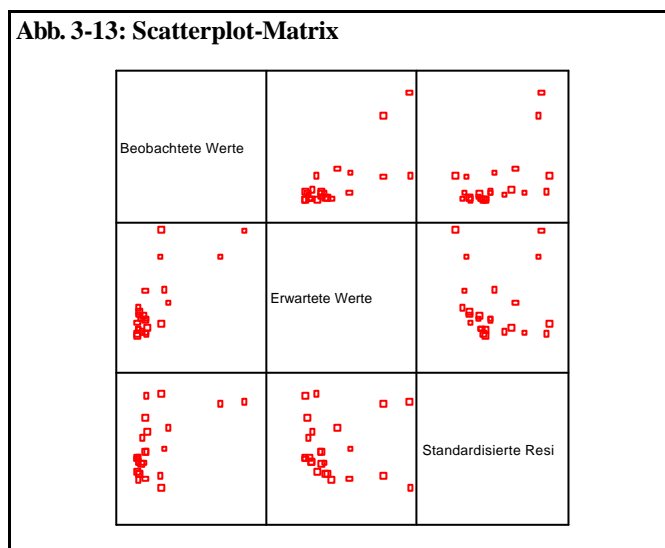 Abb. 3-13: Scatterplot-Matrix
Beobachtete Werte
Erwartete Werte
Standardisierte Resi